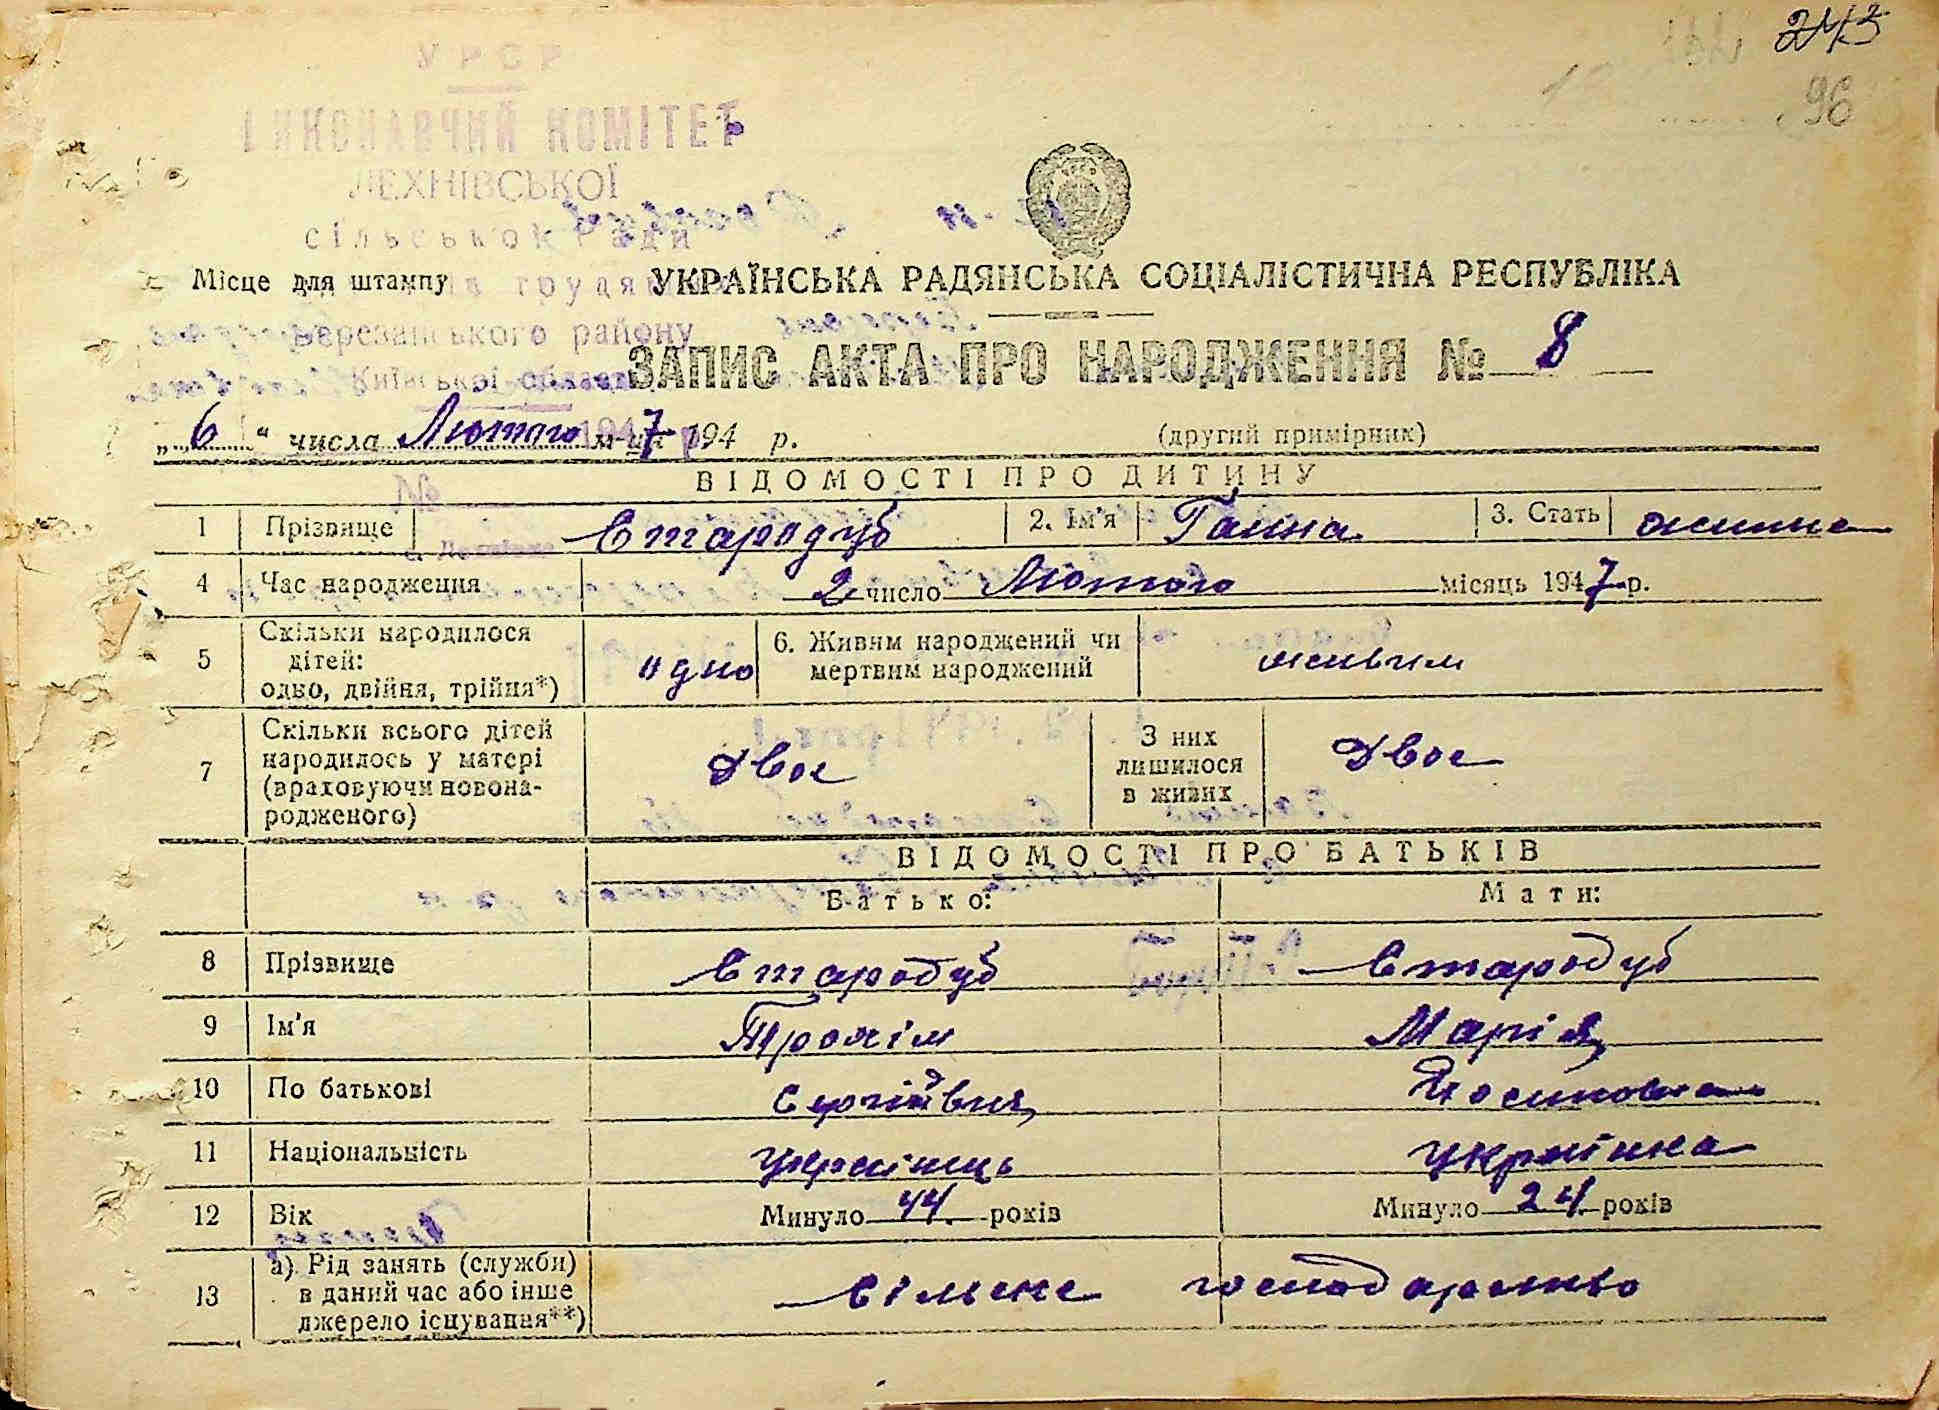 243
96
УРСР
ВИКОНАВЧИЙ КОМІТЕТ
ЛЕХНІВСЬКОЇ
сільської Ради
Місце для штампу
Березанського району
Київської області
УКРАЇНСЬКА РАДЯНСЬКА СОЦІАЛІСТИЧНА РЕСПУБЛІКА
ЗАПИС АКТА ПРО НАРОДЖЕННЯ № 8
„6“ числа Лютого м-ця 1947 р.
(другий примірник)
№
ВІДОМОСТІ ПРО ДИТИНУ
1 Прізвище Стародуб 2. Ім'я Ганна 3. Стать жіноче
4 Час народження 2 число Лютого місяць 1947 р.
5 Скільки народилося дітей: одно, двійня, трійня*) одно 6. Живим народжений чи мертвим народжений живим
7 Скільки всього дітей народилось у матері (враховуючи новонародженого) Двоє З них лишилося в живих Двоє
ВІДОМОСТІ ПРО БАТЬКІВ
Батько: Мати:
8 Прізвище Стародуб Стародуб
9 Ім'я Трохім Марія
10 По батькові Сергійвич Йосиповна
11 Національність Українець Українка
12 Вік Минуло 44 років Минуло 24 років
13 а) Рід занять (служби) в даний час або інше джерело існування**) Сільске господарство